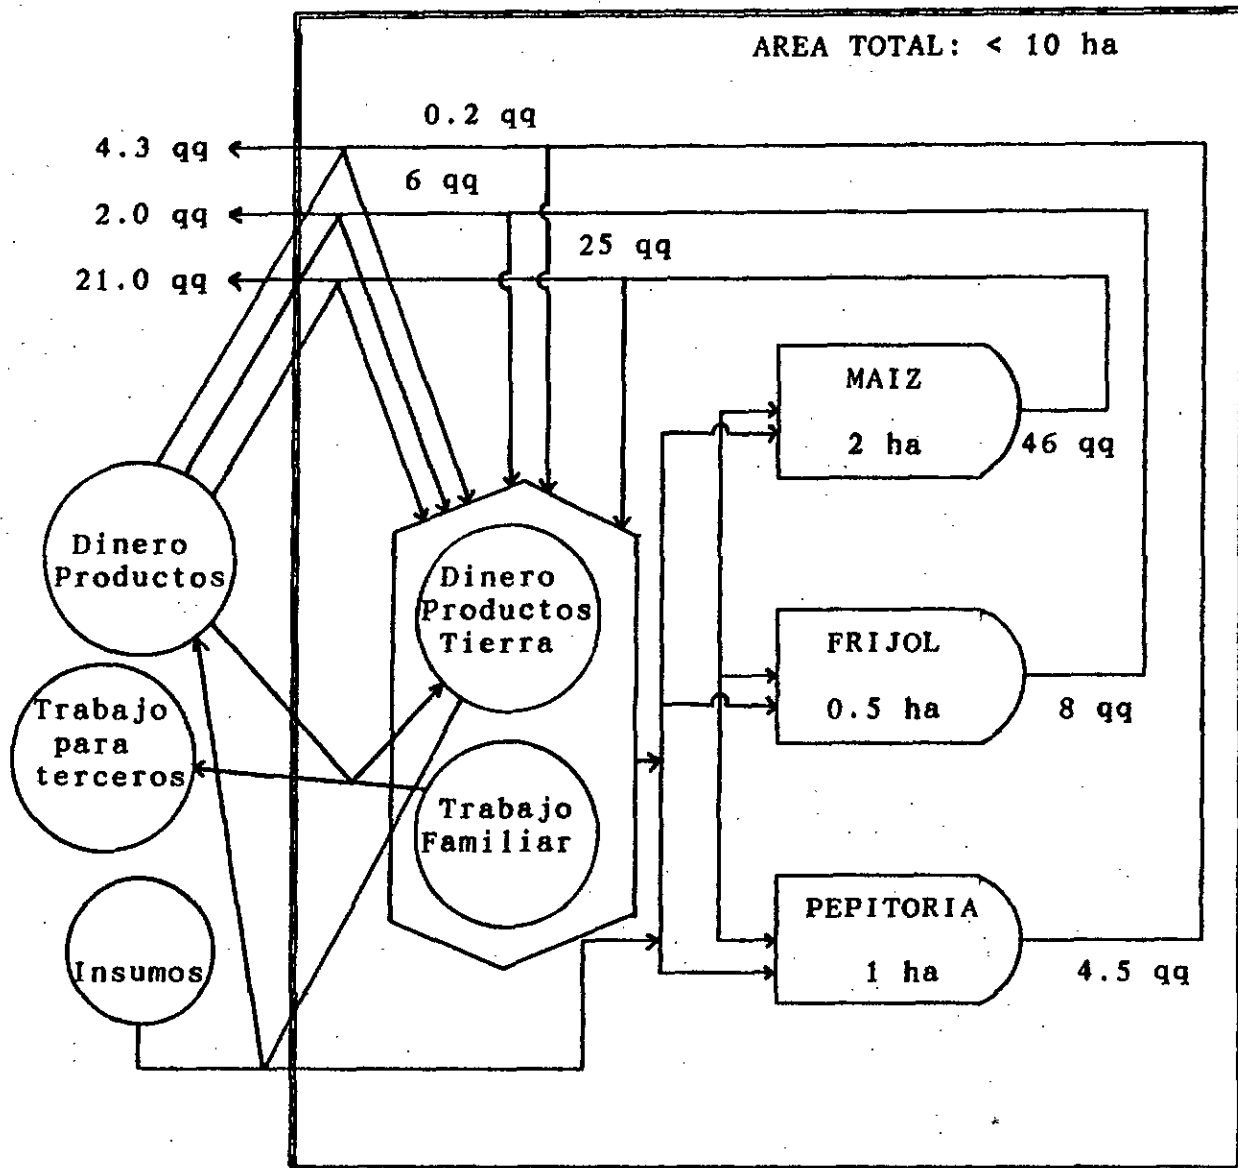 AREA TOTAL: < 10 ha
0.2 qq
4.3 qq
6 qq
2.0 qq
25 qq
21.0 qq
MAIZ
2 ha
46 qq
Dinero
Productos
Dinero
Productos
Tierra
FRIJOL
0.5 ha
8 qq
Trabajo
para
terceros
Trabajo
Familiar
PEPITORIA
1 ha
4.5 qq
Insumos